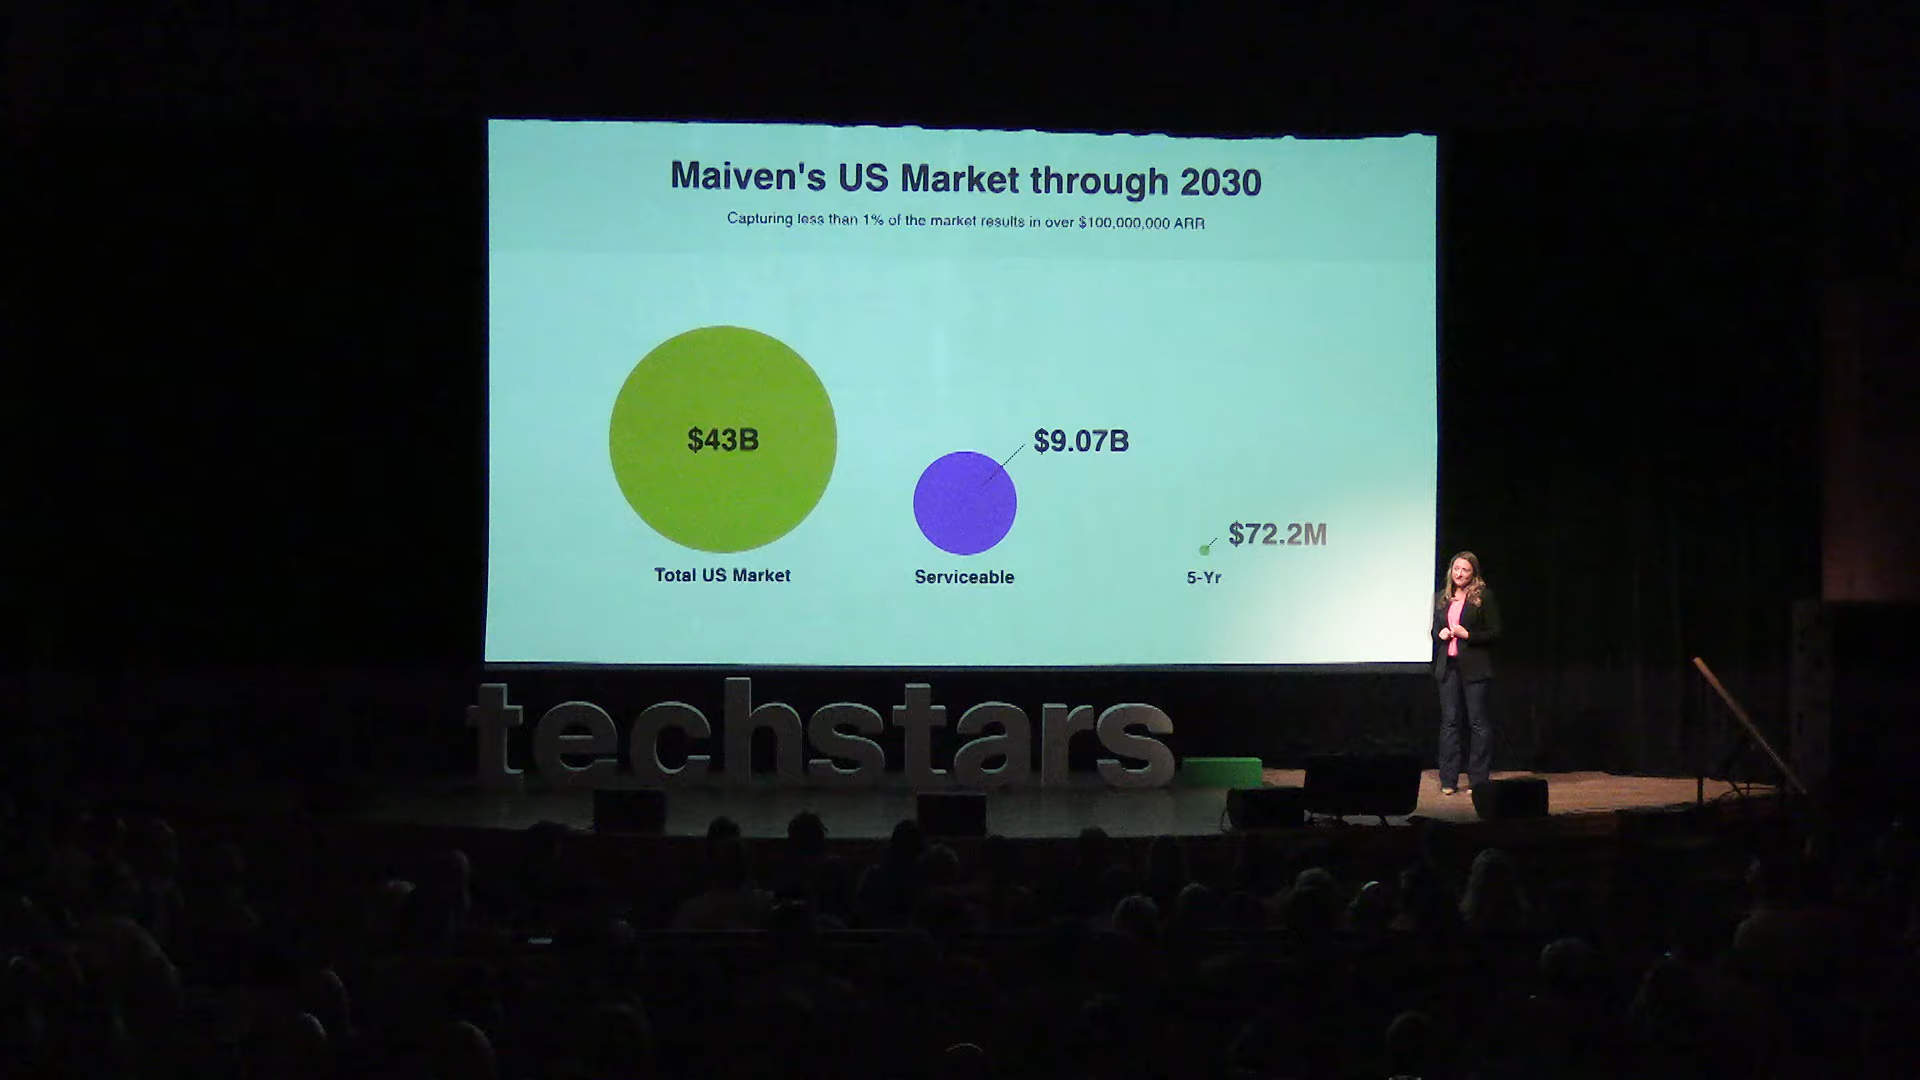 Maiven's US Market through 2030
Capturing less than 1% of the market results in over $100,000,000 ARR
$43B
$9.07B
$72.2M
Total US Market
Serviceable
5-Yr
techstars